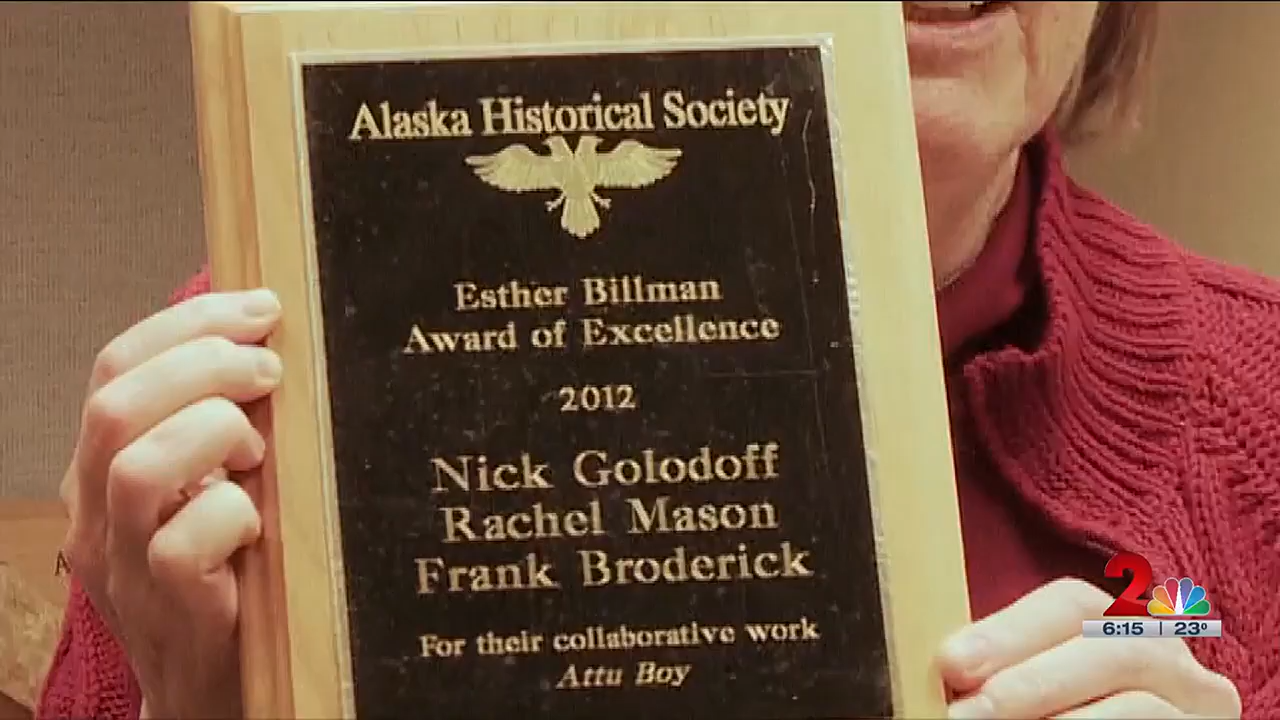 Alaska Historical Society
Esther Billman
Award of Excellence
2012
Nick Golodoff
Rachel Mason
Frank Broderick
For their collaborative work
Attu Boy
2
6:15 | 23°